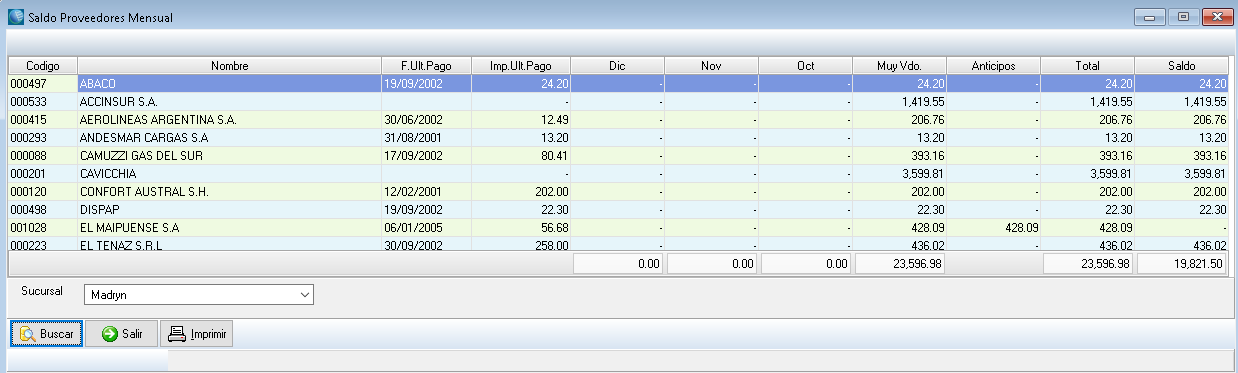 Saldo Proveedores Mensual
Codigo Nombre F.Ult.Pago Imp.Ult.Pago Dic Nov Oct Muy Vdo. Anticipos Total Saldo
000497 ABACO 19/09/2002 24.20 - - - 24.20 - 24.20 24.20
000533 ACCINSUR S.A. - - - - 1,419.55 - 1,419.55 1,419.55
000415 AEROLINEAS ARGENTINA S.A. 30/06/2002 12.49 - - - 206.76 - 206.76 206.76
000293 ANDESMAR CARGAS S.A 31/08/2001 13.20 - - - 13.20 - 13.20 13.20
000088 CAMUZZI GAS DEL SUR 17/09/2002 80.41 - - - 393.16 - 393.16 393.16
000201 CAVICCHIA - - - - 3,599.81 - 3,599.81 3,599.81
000120 CONFORT AUSTRAL S.H. 12/02/2001 202.00 - - - 202.00 - 202.00 202.00
000498 DISPAP 19/09/2002 22.30 - - - 22.30 - 22.30 22.30
001028 EL MAIPUENSE S.A 06/01/2005 56.68 - - - 428.09 428.09 428.09 -
000223 EL TENAZ S.R.L 30/09/2002 258.00 - - - 436.02 - 436.02 436.02
0.00 0.00 0.00 23,596.98 23,596.98 19,821.50
Sucursal Madryn
Buscar Salir Imprimir